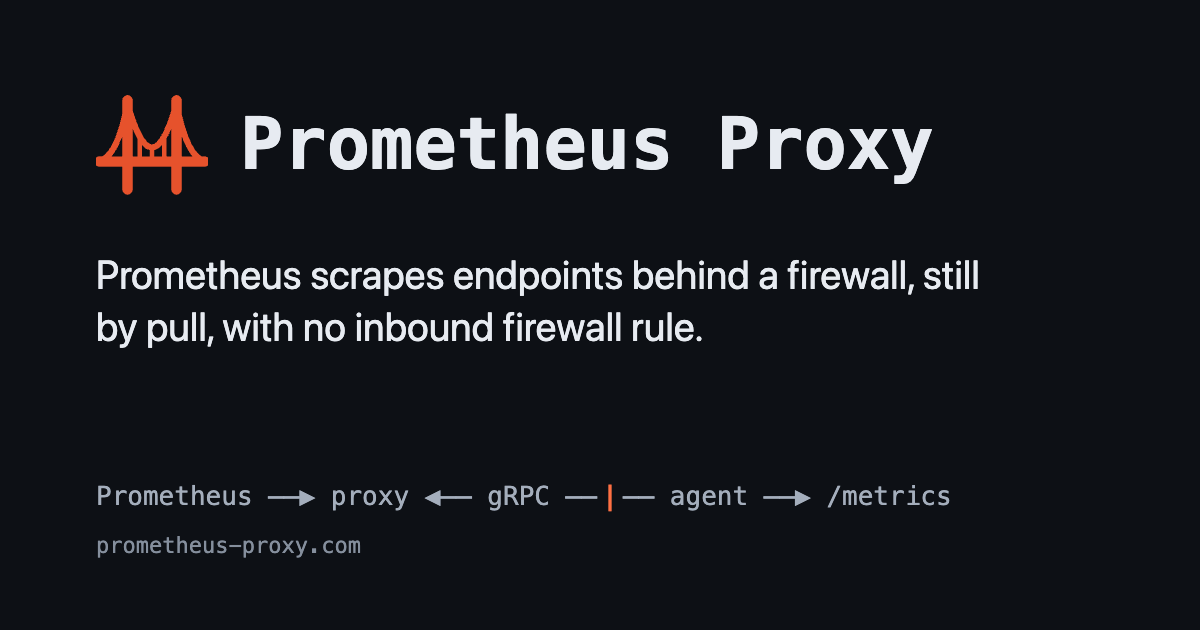 Prometheus Proxy
Prometheus scrapes endpoints behind a firewall, still
by pull, with no inbound firewall rule.
Prometheus ──▶ proxy ◀── gRPC ──|── agent ──▶ /metrics
prometheus-proxy.com